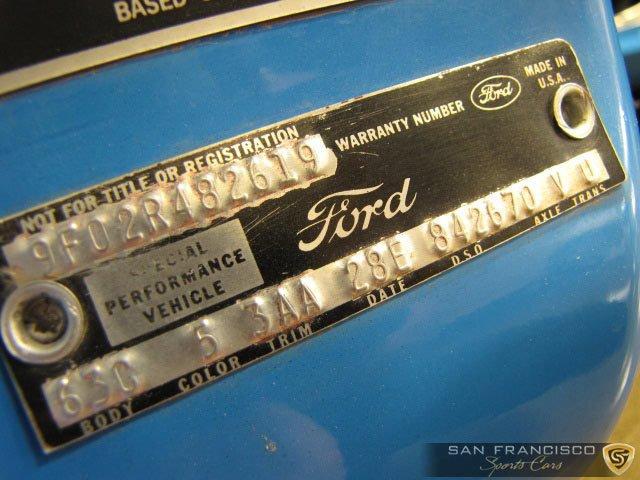 BASED
NOT FOR TITLE OR REGISTRATION
WARRANTY NUMBER
Ford
MADE IN
U.S.A.
9F02R482619
SPECIAL
PERFORMANCE
VEHICLE
Ford
63C 5 3AA 28E 842670 V U
BODY COLOR TRIM DATE DSO AXLE TRANS
SAN FRANCISCO
Sports Cars